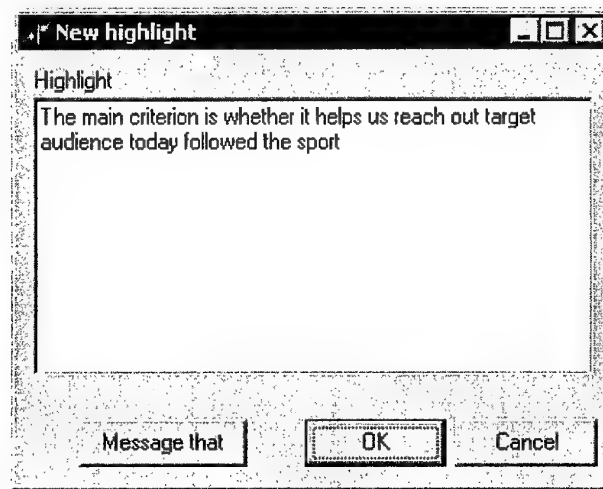 New highlight
Highlight
The main criterion is whether it helps us reach out target
audience today followed the sport
Message that
OK
Cancel